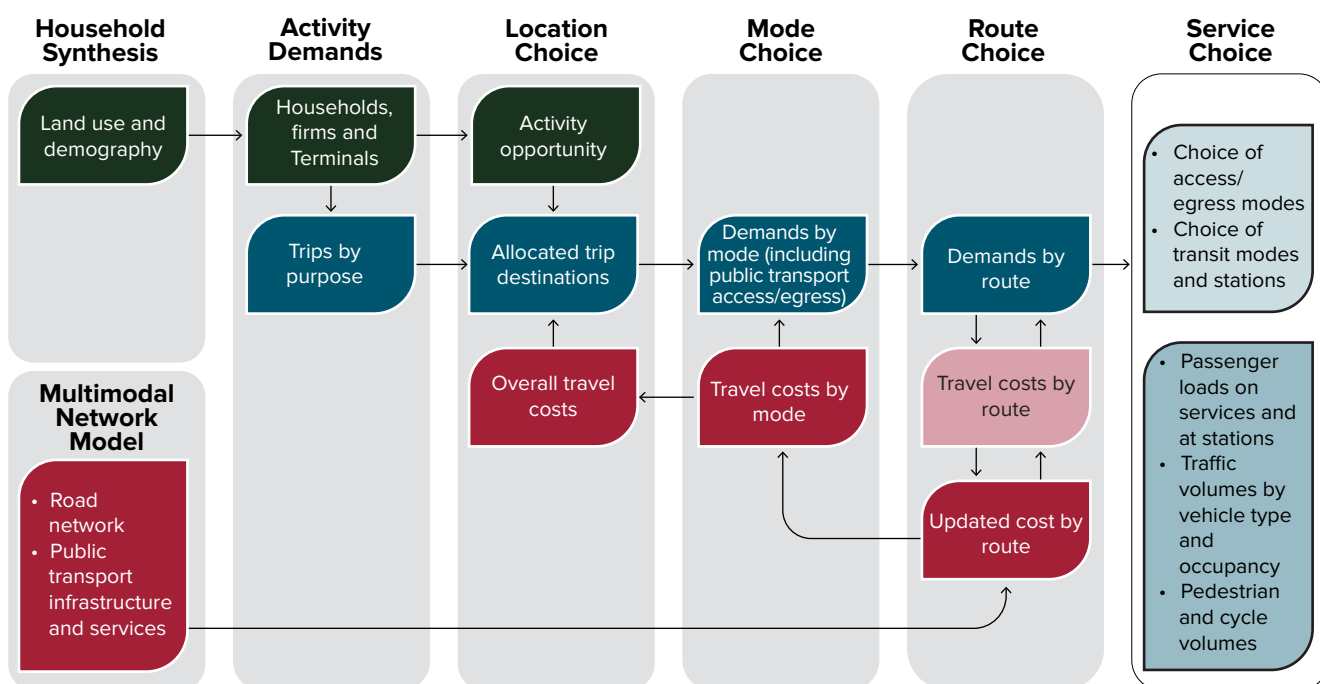 Household
Synthesis
Activity
Demands
Location
Choice
Mode
Choice
Route
Choice
Service
Choice
Land use and
demography
Households,
firms and
Terminals
Activity
opportunity
• Choice of
access/
egress modes
• Choice of
transit modes
and stations
Trips by
purpose
Allocated trip
destinations
Demands by
mode (including
public transport
access/egress)
Demands by
route
Multimodal
Network
Model
Overall travel
costs
Travel costs by
mode
Travel costs by
route
• Passenger
loads on
services and
at stations
• Traffic
volumes by
vehicle type
and
occupancy
• Pedestrian
and cycle
volumes
• Road
network
• Public
transport
infrastructure
and services
Updated cost by
route